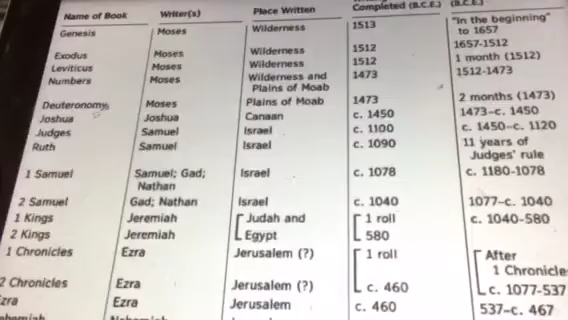 Name of Book Writer(s) Place Written Completed (B.C.E.) (B.C.E.)
Genesis Moses Wilderness 1513 "In the beginning"
to 1657
Exodus Moses Wilderness 1512 1657-1512
Leviticus Moses Wilderness 1512 1 month (1512)
Numbers Moses Wilderness and 1473 1512-1473
Plains of Moab
Deuteronomy Moses Plains of Moab 1473 2 months (1473)
Joshua Joshua Canaan c. 1450 1473–c. 1450
Judges Samuel Israel c. 1100 c. 1450–c. 1120
Ruth Samuel Israel c. 1090 11 years of
Judges' rule
1 Samuel Samuel; Gad; Israel c. 1078 c. 1180-1078
Nathan
2 Samuel Gad; Nathan Israel c. 1040 1077–c. 1040
1 Kings Jeremiah Judah and 1 roll c. 1040-580
2 Kings Jeremiah Egypt 580
1 Chronicles Ezra Jerusalem (?) 1 roll After
1 Chronicle
2 Chronicles Ezra Jerusalem (?) c. 460 c. 1077-537
zra Ezra Jerusalem c. 460 537–c. 467